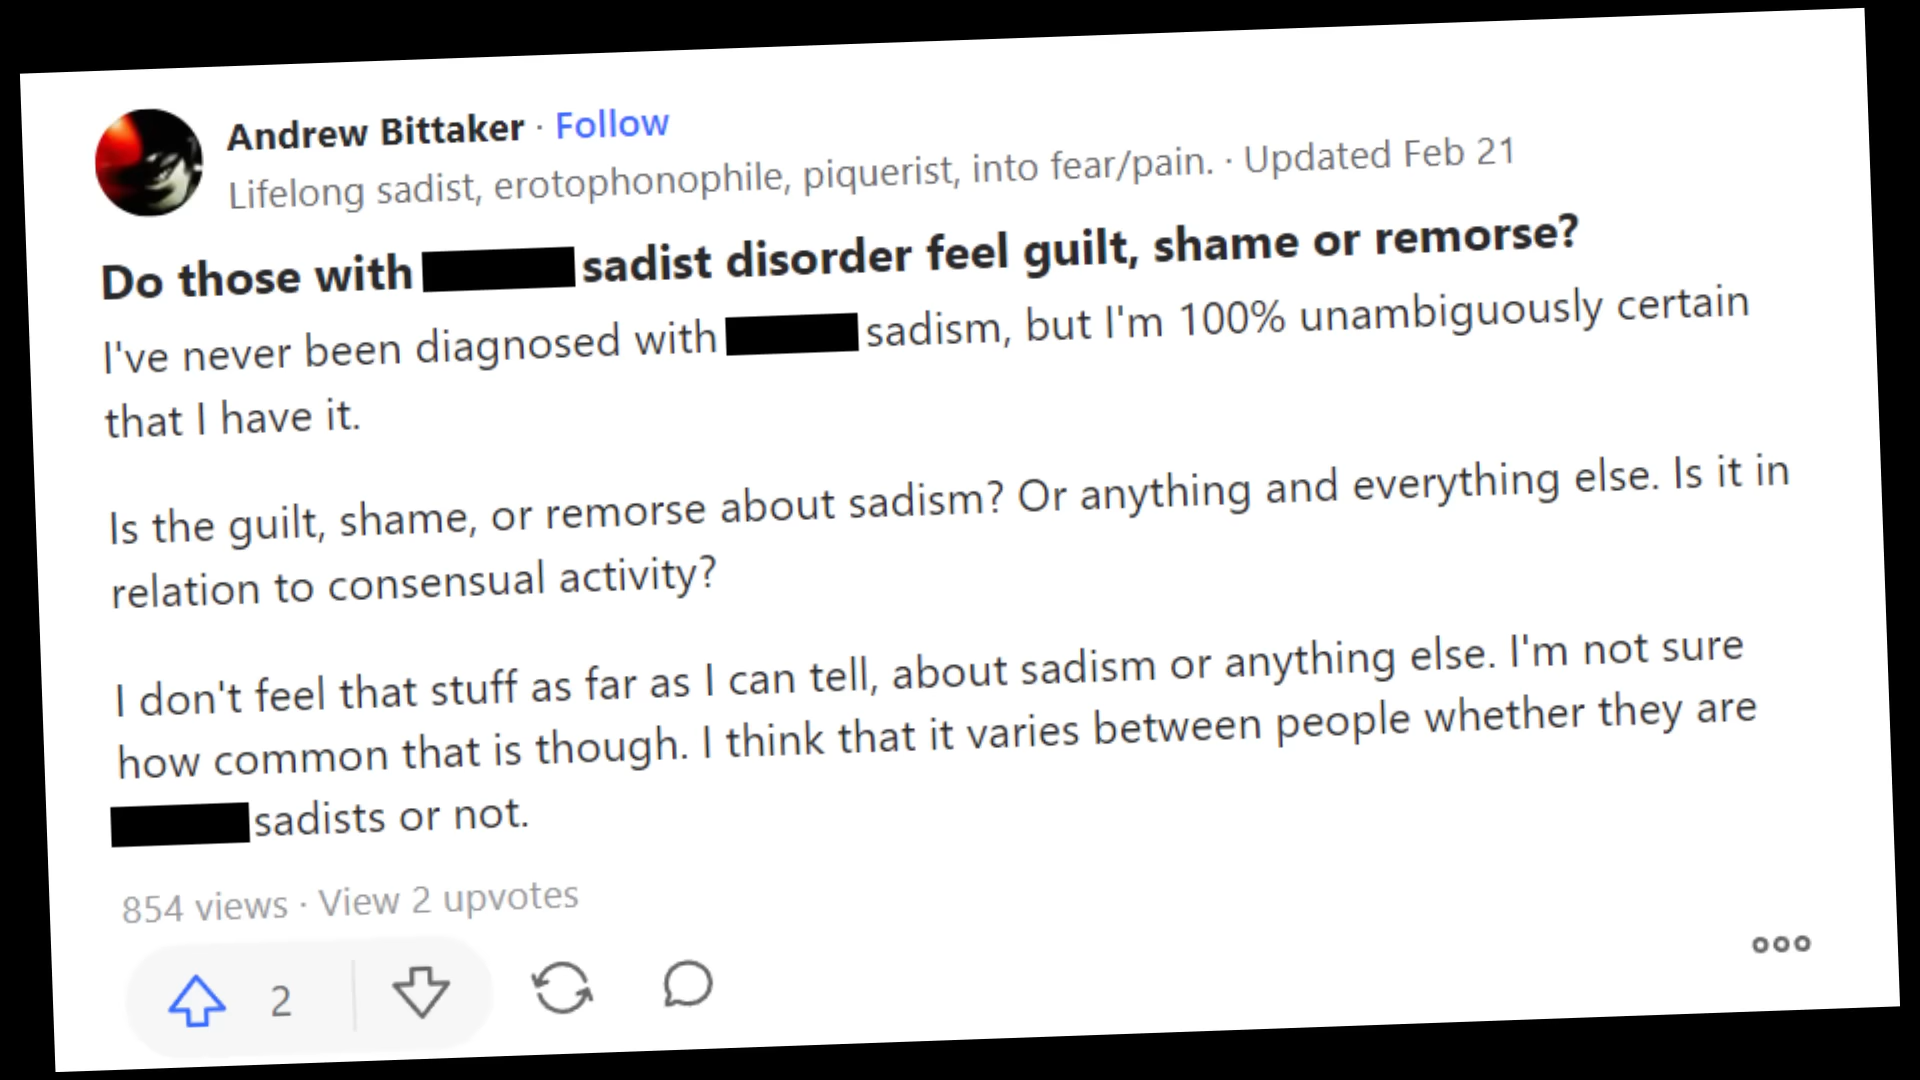 Andrew Bittaker · Follow
Lifelong sadist, erotophonophile, piquerist, into fear/pain. · Updated Feb 21
Do those with sadist disorder feel guilt, shame or remorse?
I've never been diagnosed with sadism, but I'm 100% unambiguously certain
that I have it.
Is the guilt, shame, or remorse about sadism? Or anything and everything else. Is it in
relation to consensual activity?
I don't feel that stuff as far as I can tell, about sadism or anything else. I'm not sure
how common that is though. I think that it varies between people whether they are
sadists or not.
854 views · View 2 upvotes
2